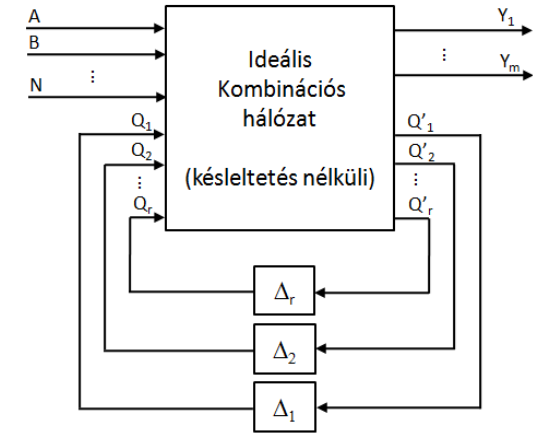 A
B
⋮
N
Q₁
Q₂
⋮
Qᵣ
Ideális
Kombinációs
hálózat
(késleltetés nélküli)
Y₁
⋮
Yₘ
Q'₁
Q'₂
⋮
Q'ᵣ
Δᵣ
Δ₂
Δ₁